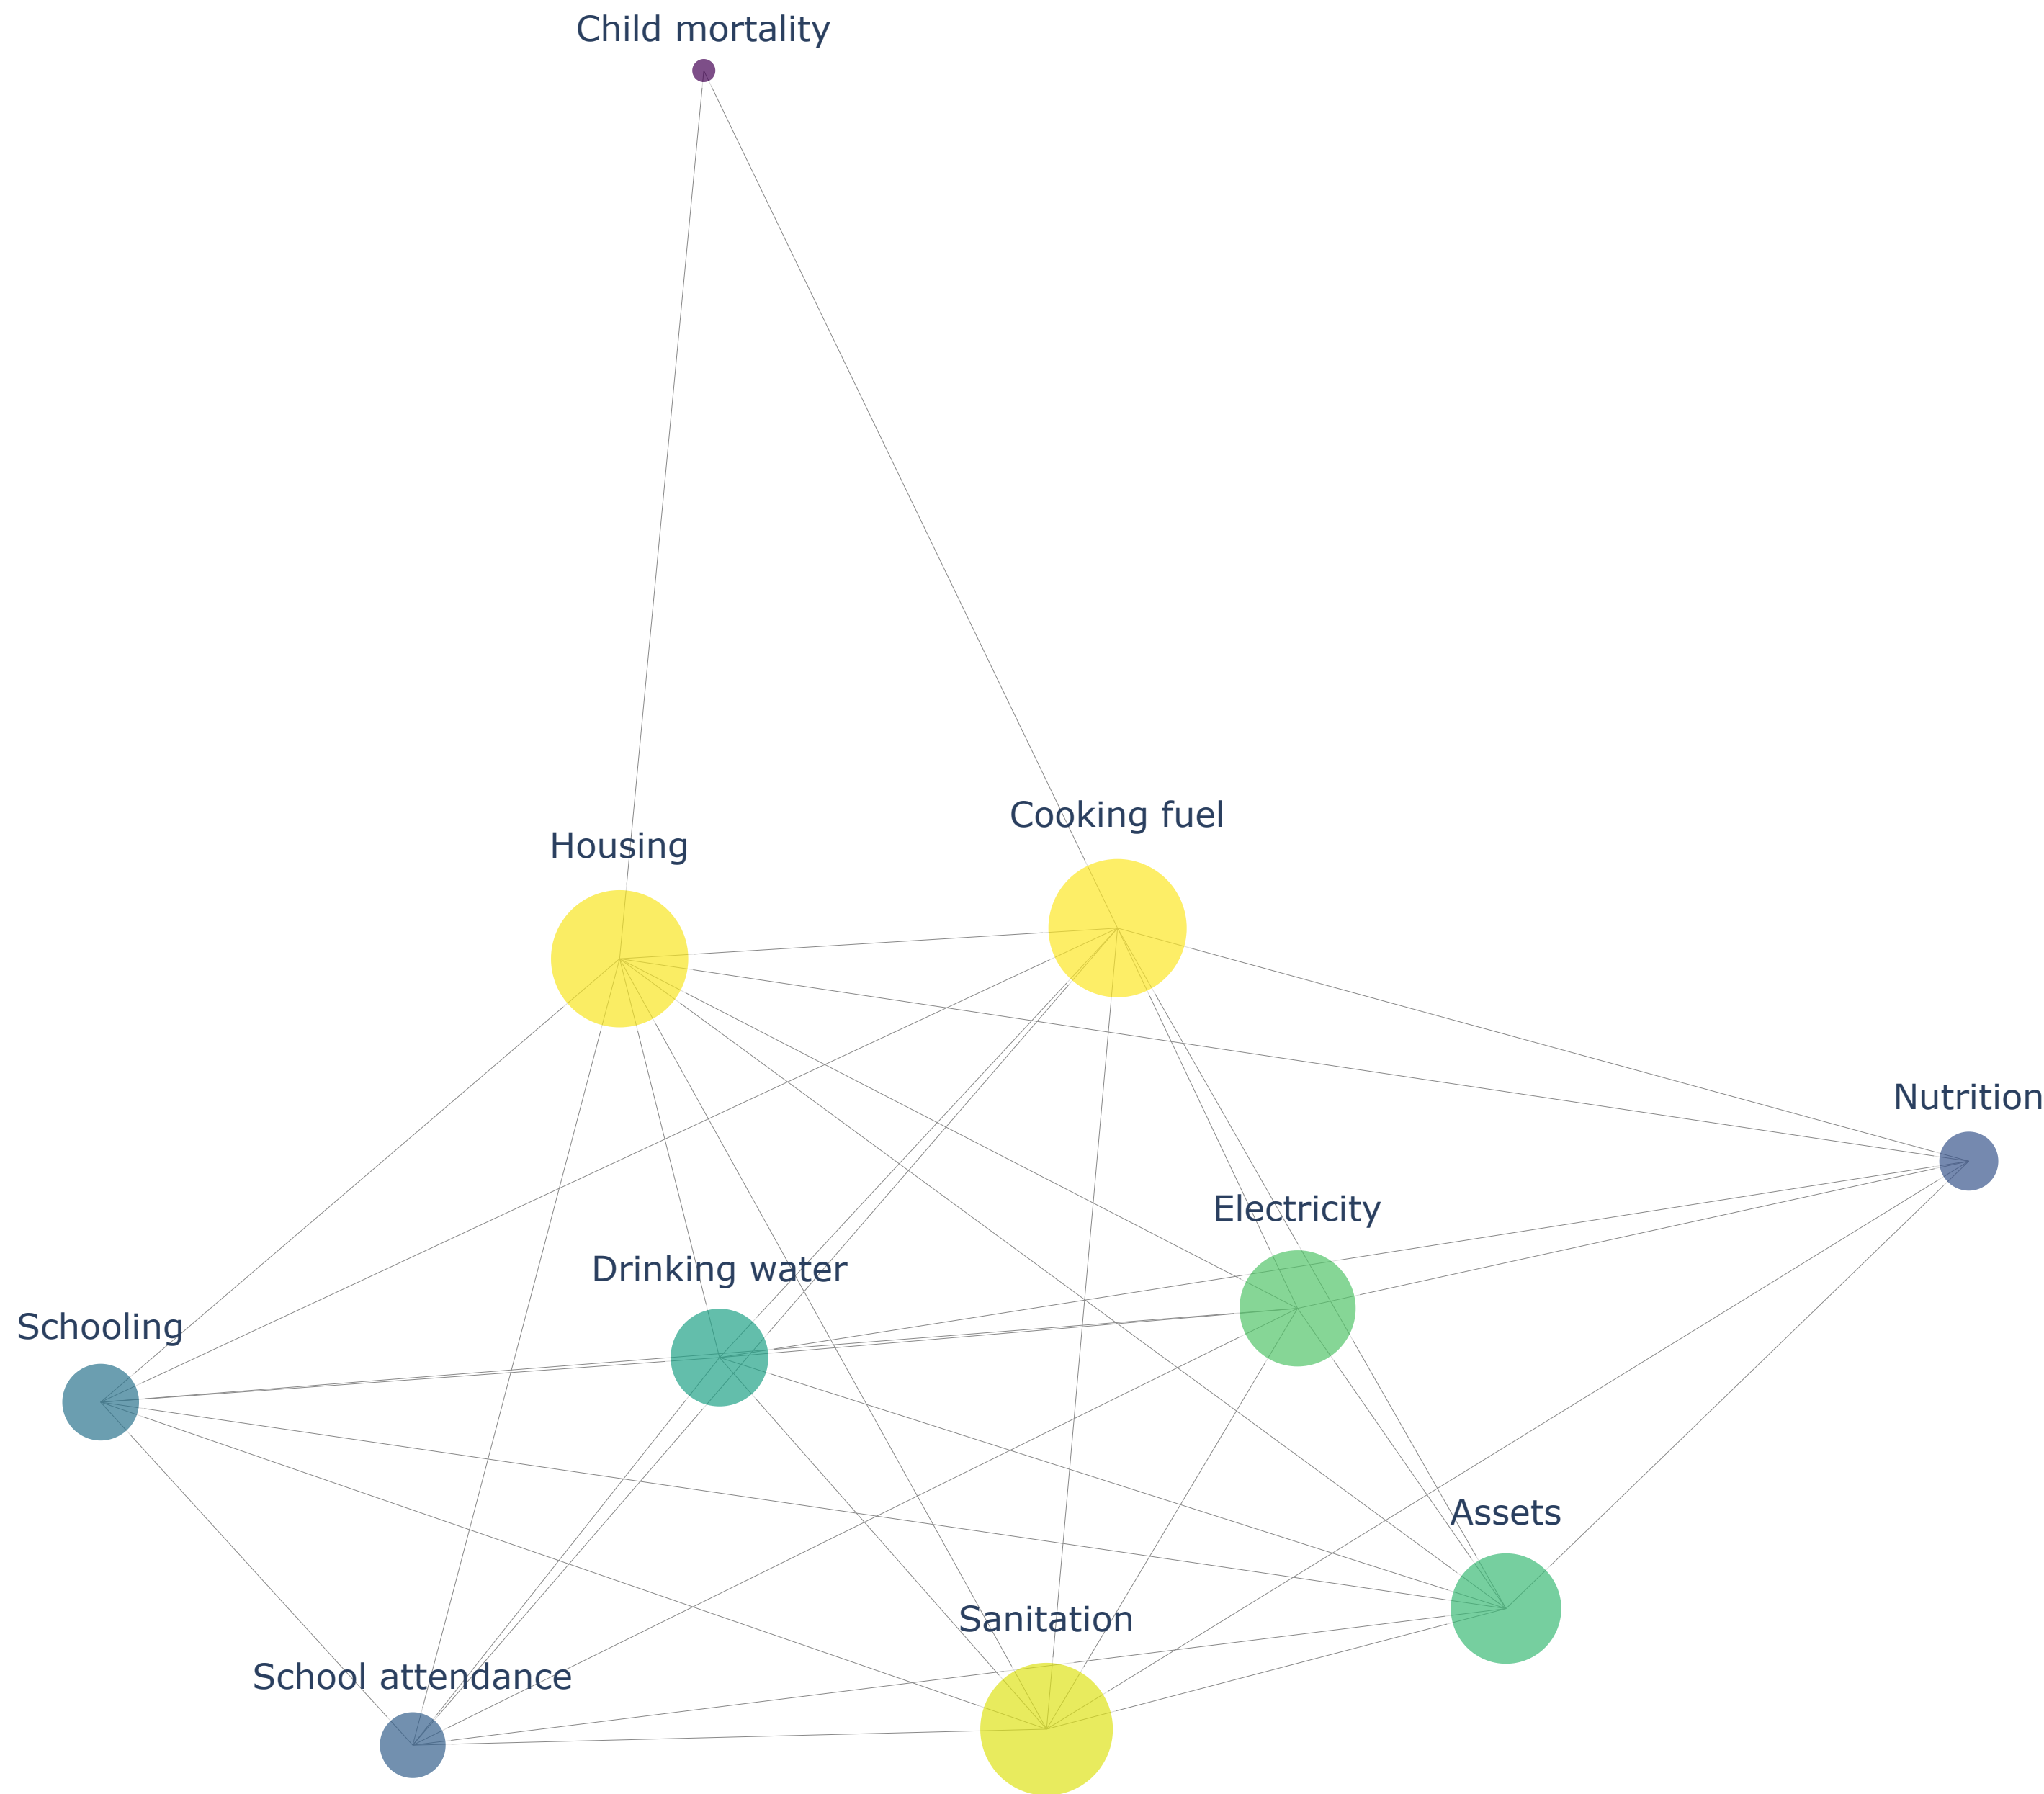 Child mortality
Cooking fuel
Housing
Nutrition
Electricity
Drinking water
Schooling
Assets
Sanitation
School attendance